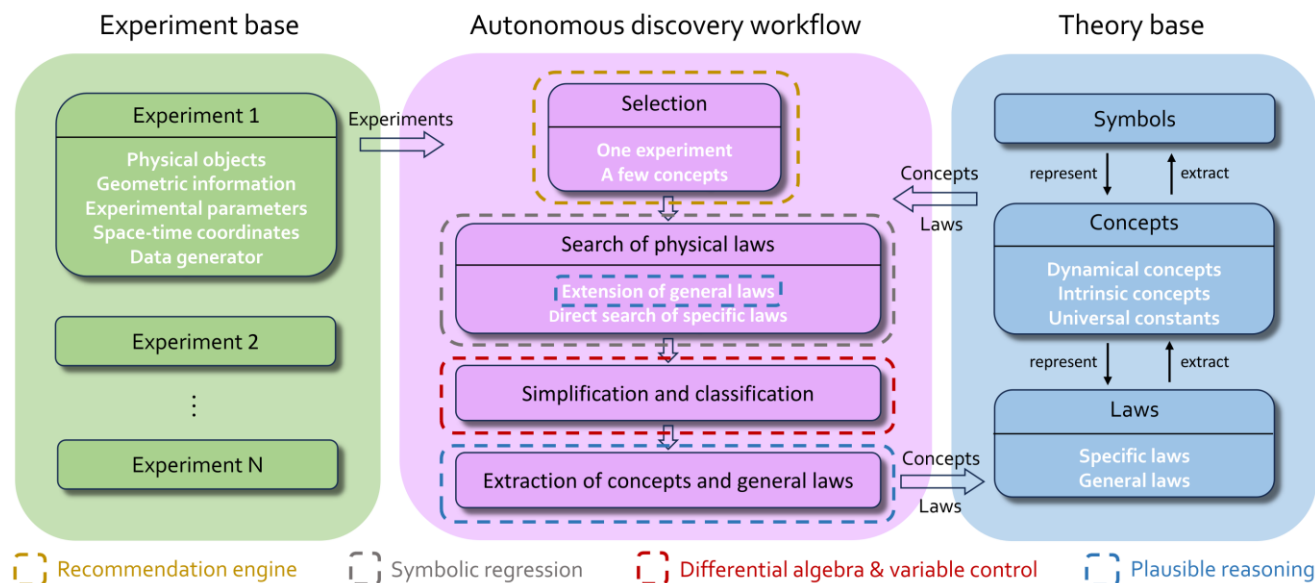 Experiment base
Autonomous discovery workflow
Theory base
Experiment 1
Physical objects
Geometric information
Experimental parameters
Space-time coordinates
Data generator
Experiment 2
⋮
Experiment N
Experiments
Selection
One experiment
A few concepts
Search of physical laws
Extension of general laws
Direct search of specific laws
Simplification and classification
Extraction of concepts and general laws
Concepts
Laws
Concepts
Laws
Symbols
represent
extract
Concepts
Dynamical concepts
Intrinsic concepts
Universal constants
represent
extract
Laws
Specific laws
General laws
Recommendation engine
Symbolic regression
Differential algebra & variable control
Plausible reasoning